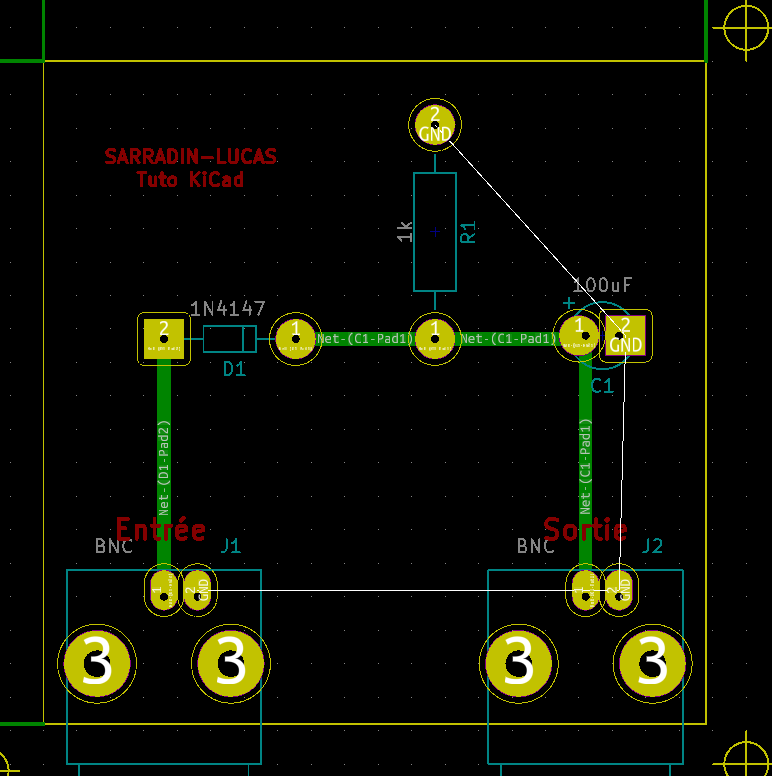 2
GND
SARRADIN-LUCAS
Tuto KiCad
1k
R1
100uF
+
1N4147
2
1
Net-(C1-Pad1)
1
Net-(C1-Pad1)
1
2
GND
D1
C1
Net-(D1-Pad2)
Net-(C1-Pad1)
Entrée
Sortie
BNC
J1
BNC
J2
1
2
GND
1
2
GND
3
3
3
3